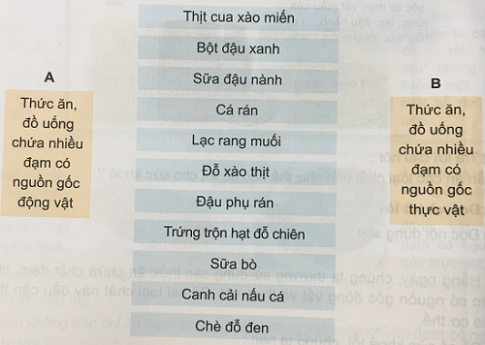 Thịt cua xào miến
Bột đậu xanh
Sữa đậu nành
Cá rán
Lạc rang muối
Đỗ xào thịt
Đậu phụ rán
Trứng trộn hạt đỗ chiên
Sữa bò
Canh cải nấu cá
Chè đỗ đen
A
Thức ăn,
đồ uống
chứa nhiều
đạm có
nguồn gốc
động vật
B
Thức ăn,
đồ uống
chứa nhiều
đạm có
nguồn gốc
thực vật